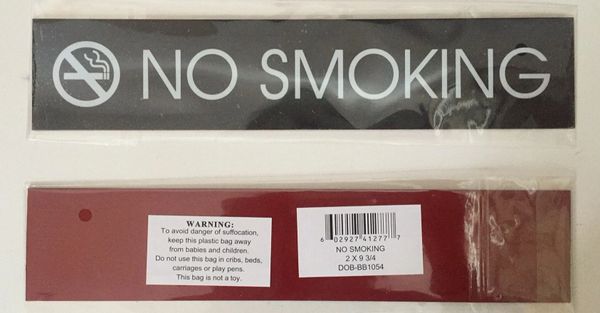 NO SMOKING
WARNING:
To avoid danger of suffocation,
keep this plastic bag away
from babies and children.
Do not use this bag in cribs, beds,
carriages or play pens.
This bag is not a toy.
6 02927 41277 7
NO SMOKING
2 X 9 3/4
DOB-BB1054